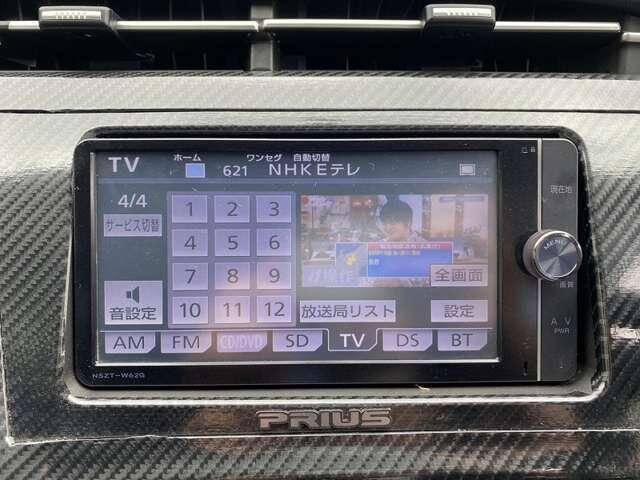 TV ホーム ワンセグ 自動切替
621 NHKEテレ
4/4
サービス切替
1 2 3
4 5 6
7 8 9
10 11 12
全画面
音設定
放送局リスト
設定
AM FM CD/DVD SD TV DS BT
NSZT-W62G
現在地
MENU
画質
A V
PWR
PRIUS